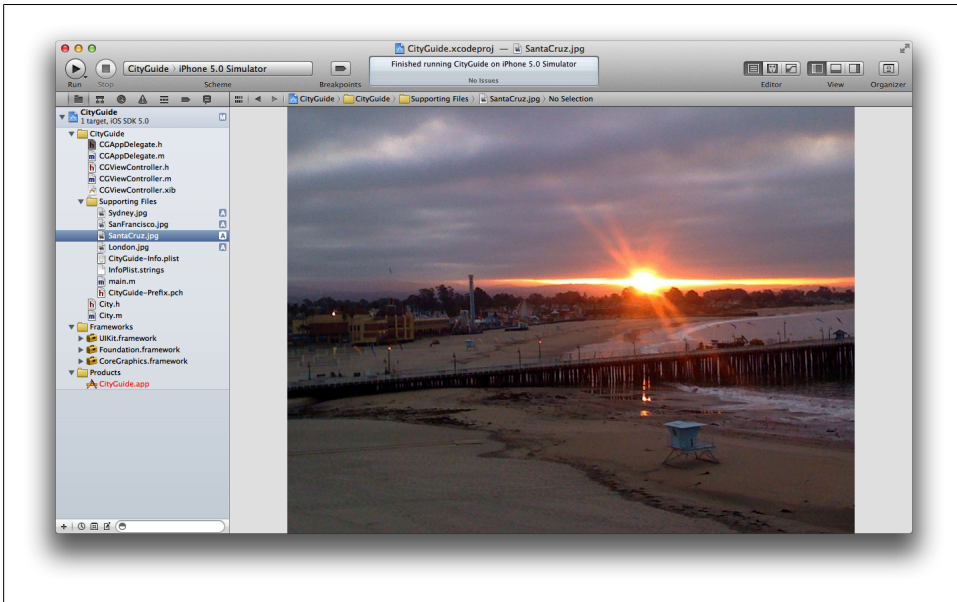 CityGuide.xcodeproj — SantaCruz.jpg
CityGuide 〉 iPhone 5.0 Simulator
Finished running CityGuide on iPhone 5.0 Simulator
No Issues
Run Stop Scheme Breakpoints Editor View Organizer
CityGuide 〉 CityGuide 〉 Supporting Files 〉 SantaCruz.jpg 〉 No Selection
CityGuide M
1 target, iOS SDK 5.0
CityGuide
h CGAppDelegate.h
m CGAppDelegate.m
h CGViewController.h
m CGViewController.m
CGViewController.xib
Supporting Files
Sydney.jpg A
SanFrancisco.jpg A
SantaCruz.jpg A
London.jpg A
CityGuide-Info.plist
InfoPlist.strings
m main.m
h CityGuide-Prefix.pch
h City.h
m City.m
Frameworks
UIKit.framework
Foundation.framework
CoreGraphics.framework
Products
CityGuide.app